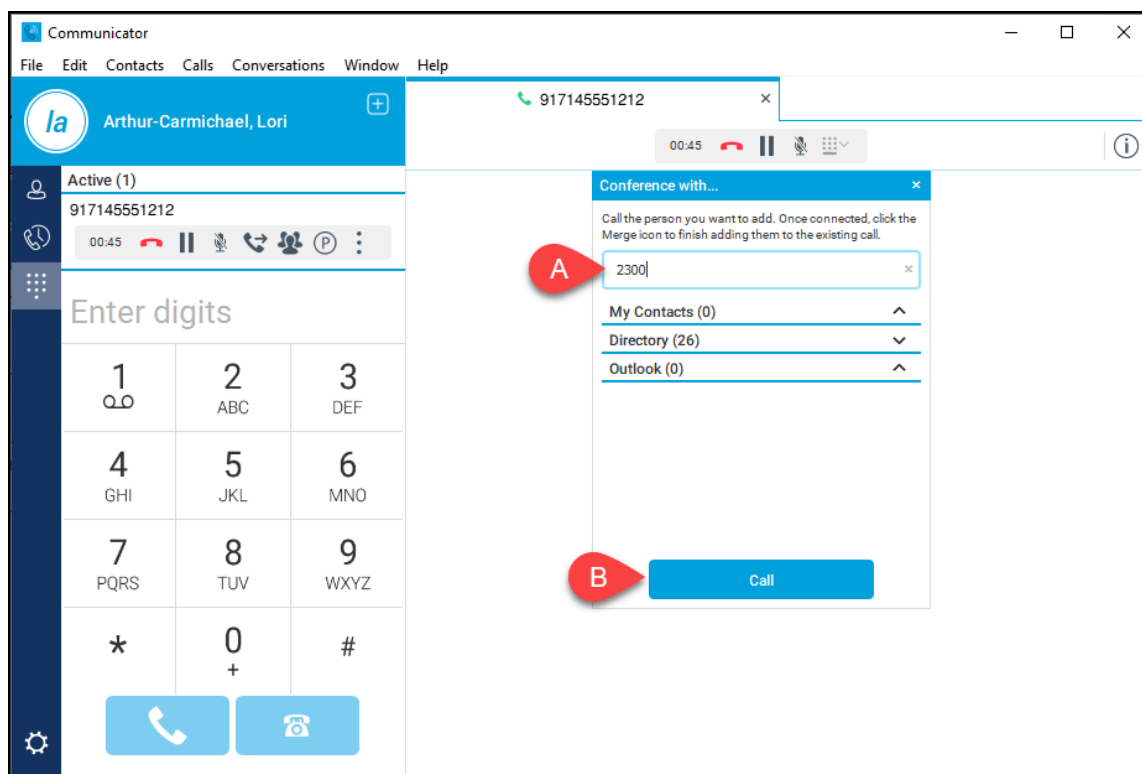 Communicator
File Edit Contacts Calls Conversations Window Help
la
Arthur-Carmichael, Lori
917145551212
00:45
Active (1)
917145551212
00:45
P
Enter digits
1
2
ABC
3
DEF
4
GHI
5
JKL
6
MNO
7
PQRS
8
TUV
9
WXYZ
*
0
+
#
Conference with...
Call the person you want to add. Once connected, click the
Merge icon to finish adding them to the existing call.
A
2300
My Contacts (0)
Directory (26)
Outlook (0)
B
Call